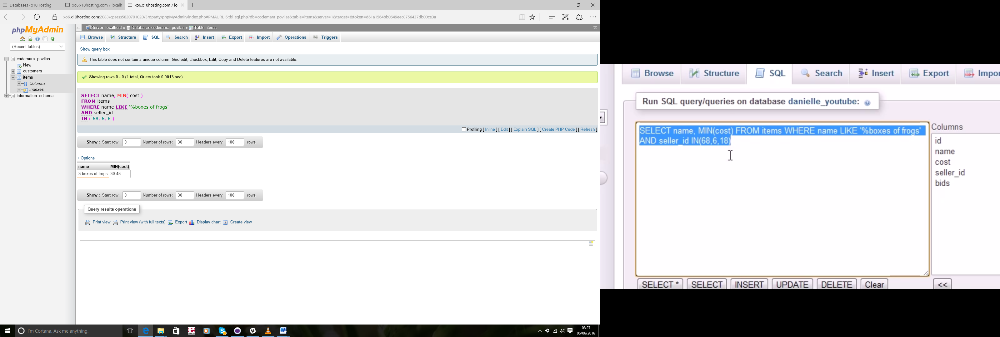 Databases - x10Hosting
xo6.x10hosting.com / localh
xo6.x10hosting.com / lo
xo6.x10hosting.com:2083/cpsess5820701020/3rdparty/phpMyAdmin/index.php#PMAURL-6:tbl_sql.php?db=codemara_povilas&table=items&server=1&target=&token=d61a1564bb0649eec8756437db00ce3a
phpMyAdmin
(Recent tables) ...
codemara_povilas
New
customers
items
Columns
Indexes
information_schema
Server: localhost » Database: codemara_povilas » Table: items
Browse Structure SQL Search Insert Export Import Operations Triggers
Show query box
This table does not contain a unique column. Grid edit, checkbox, Edit, Copy and Delete features are not available.
Showing rows 0 - 0 (1 total, Query took 0.0013 sec)
SELECT name, MIN( cost )
FROM items
WHERE name LIKE '%boxes of frogs'
AND seller_id
IN ( 68, 6, 6 )
Profiling [ Inline ] [ Edit ] [ Explain SQL ] [ Create PHP Code ] [ Refresh ]
Show : Start row: 0 Number of rows: 30 Headers every 100 rows
+ Options
name MIN(cost)
3 boxes of frogs 30.48
Show : Start row: 0 Number of rows: 30 Headers every 100 rows
Query results operations
Print view Print view (with full texts) Export Display chart Create view
I'm Cortana. Ask me anything.
08:27
06/06/2016
Browse Structure SQL Search Insert Export Impor
Run SQL query/queries on database danielle_youtube:
SELECT name, MIN(cost) FROM items WHERE name LIKE '%boxes of frogs'
AND seller_id IN(68,6,18)
Columns
id
name
cost
seller_id
bids
SELECT * SELECT INSERT UPDATE DELETE Clear <<